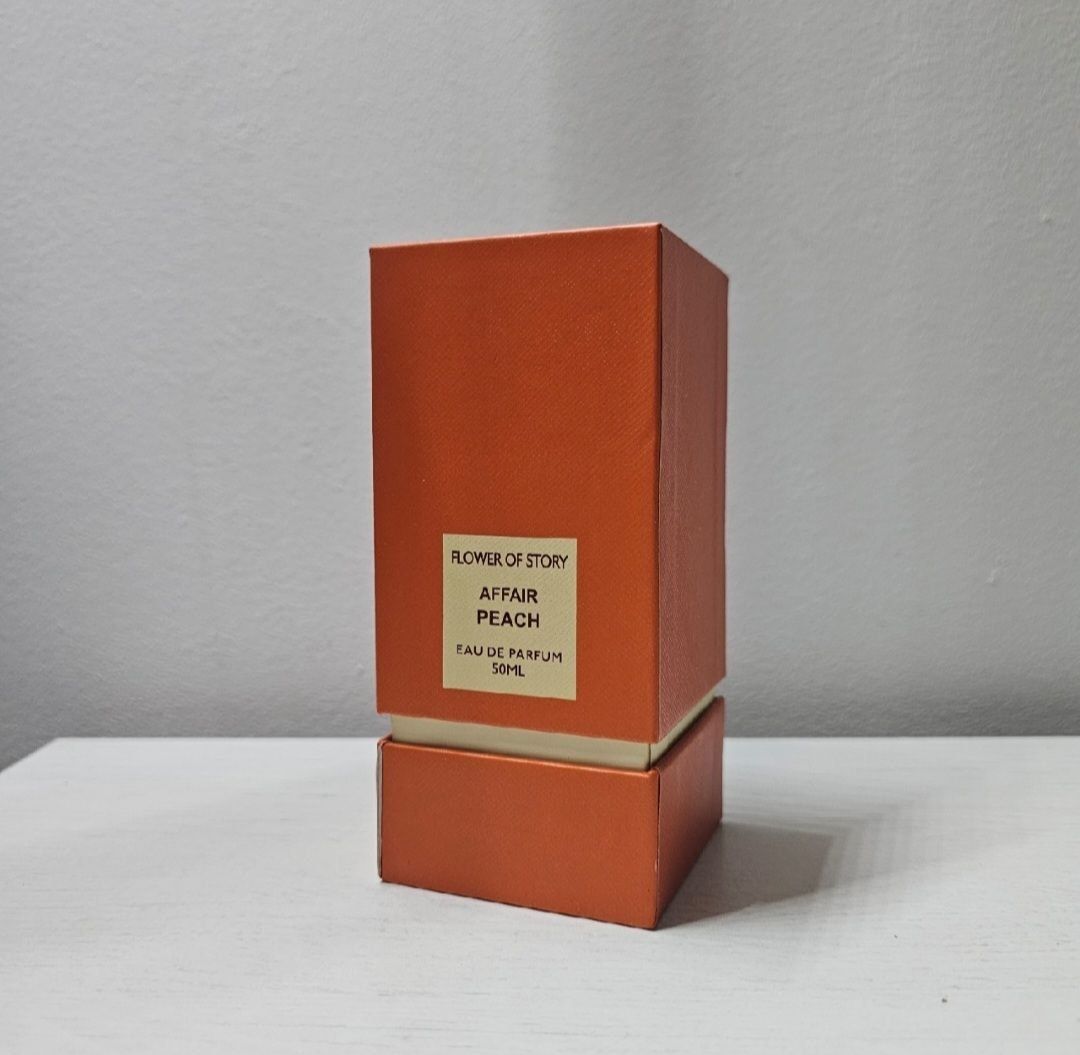 FLOWER OF STORY
AFFAIR
PEACH
EAU DE PARFUM
50ML